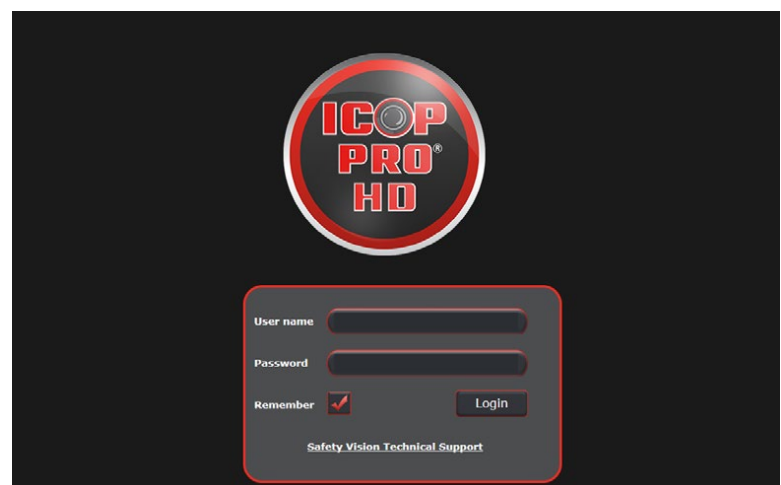 ICOP
PRO®
HD
User name
Password
Remember
Login
Safety Vision Technical Support